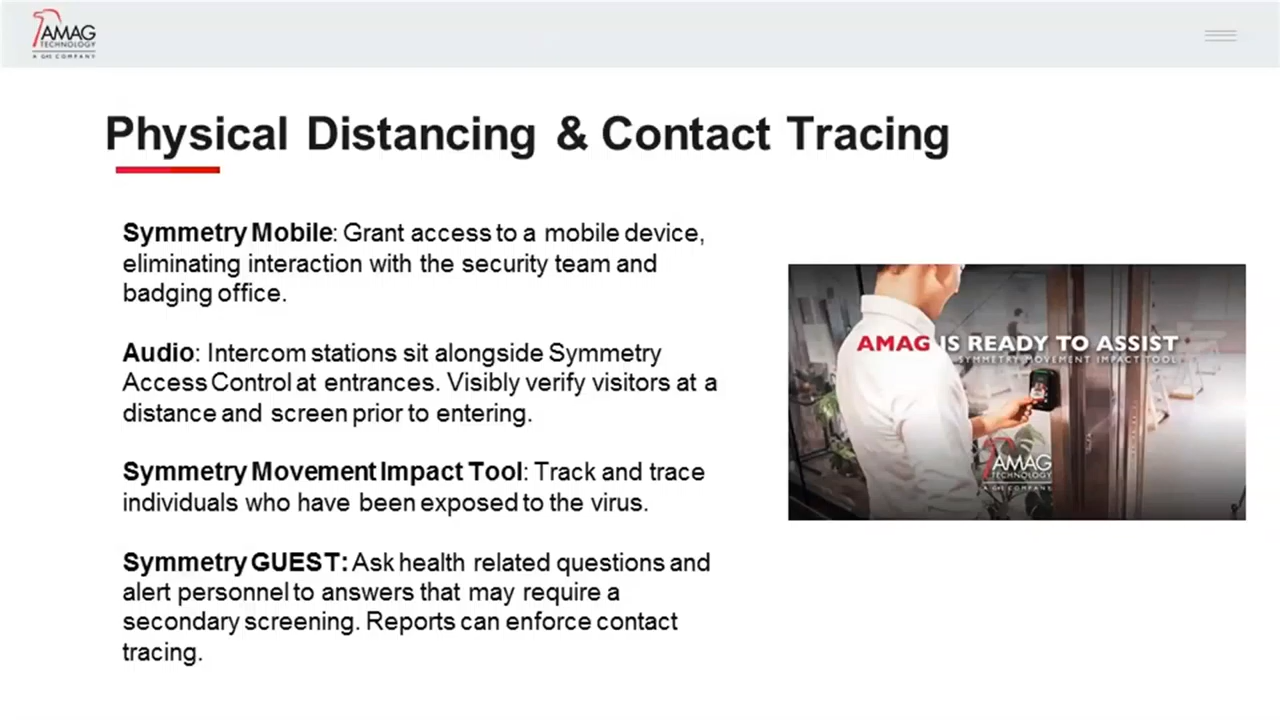 AMAG
TECHNOLOGY
A G4S COMPANY
Physical Distancing & Contact Tracing
Symmetry Mobile: Grant access to a mobile device,
eliminating interaction with the security team and
badging office.
Audio: Intercom stations sit alongside Symmetry
Access Control at entrances. Visibly verify visitors at a
distance and screen prior to entering.
Symmetry Movement Impact Tool: Track and trace
individuals who have been exposed to the virus.
Symmetry GUEST: Ask health related questions and
alert personnel to answers that may require a
secondary screening. Reports can enforce contact
tracing.
AMAG IS READY TO ASSIST
SYMMETRY MOVEMENT IMPACT TOOL
AMAG
TECHNOLOGY
A G4S COMPANY